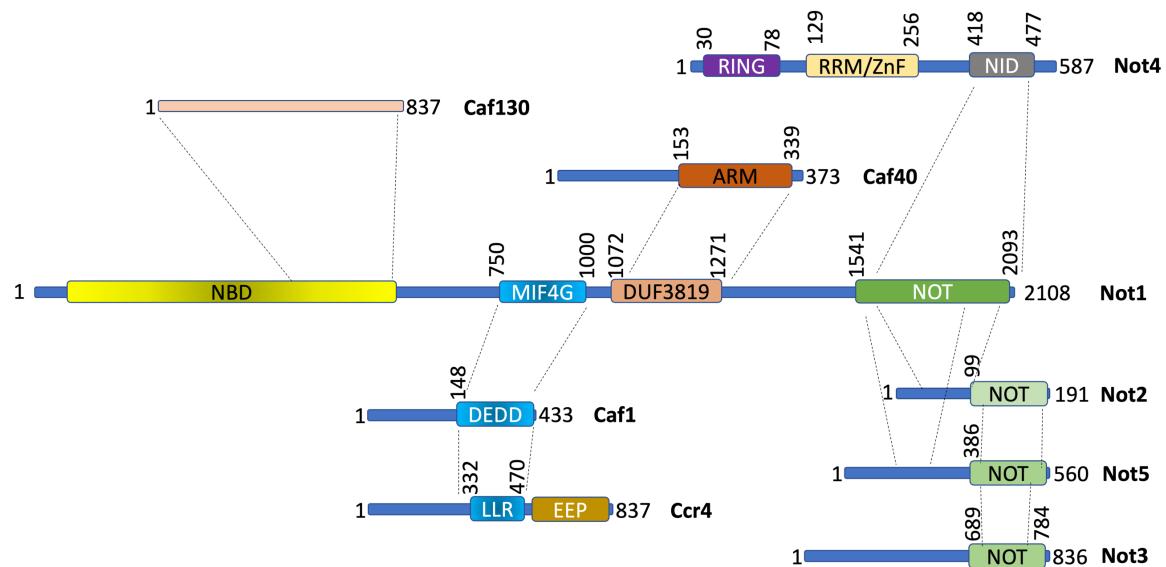 30 78 129 256 418 477
1 RING RRM/ZnF NID 587 Not4
1 837 Caf130
153 339
1 ARM 373 Caf40
750 1000 1072 1271 1541 2093
1 NBD MIF4G DUF3819 NOT 2108 Not1
148 99
1 NOT 191 Not2
1 DEDD 433 Caf1
386
1 NOT 560 Not5
332 470
1 LLR EEP 837 Ccr4
689 784
1 NOT 836 Not3